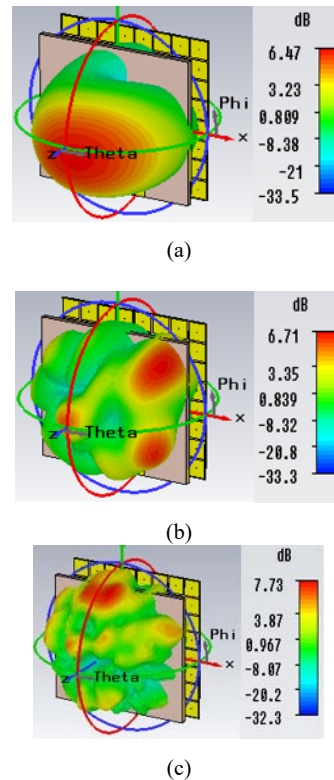 dB
6.47
3.23
0.809
-8.38
-21
-33.5
Phi
x
z Theta
(a)
dB
6.71
3.35
0.839
-8.32
-20.8
-33.3
Phi
x
z Theta
(b)
dB
7.73
3.87
0.967
-8.07
-20.2
-32.3
Phi
x
z Theta
(c)